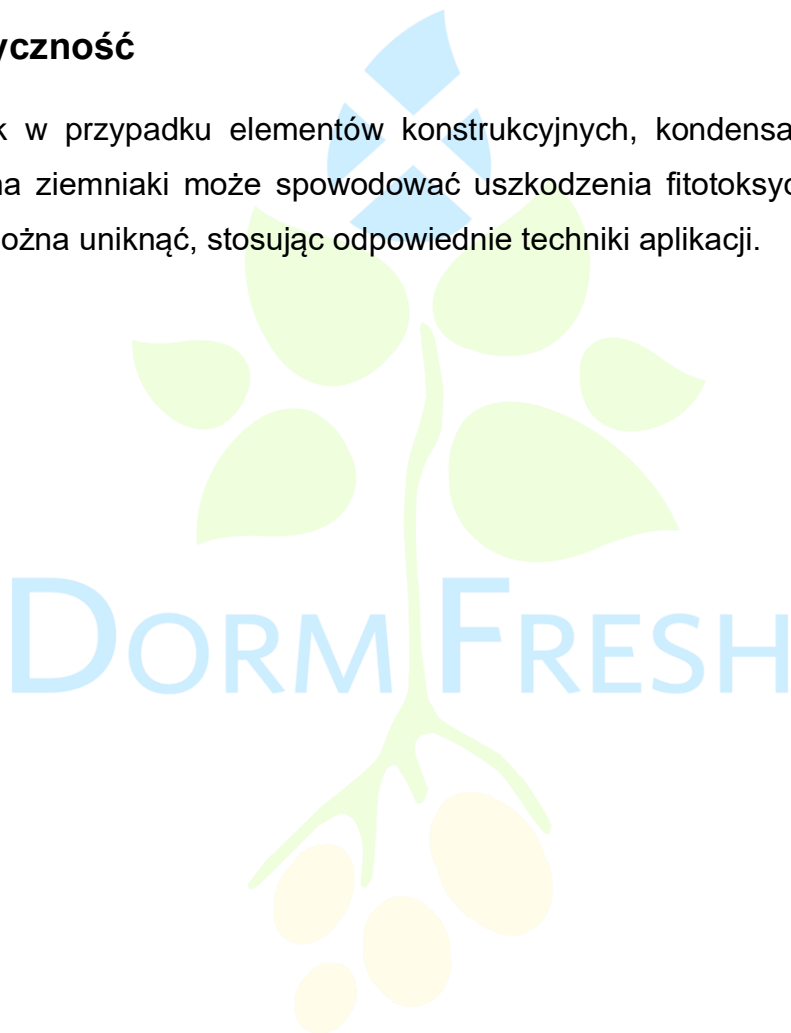 yczność
k w przypadku elementów konstrukcyjnych, kondensa
na ziemniaki może spowodować uszkodzenia fitotoksyc
ożna uniknąć, stosując odpowiednie techniki aplikacji.
DORM FRESH